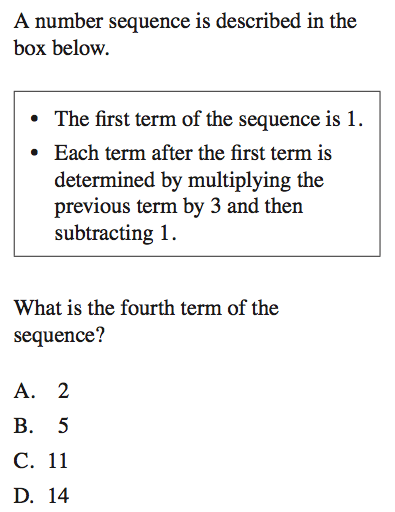 A number sequence is described in the
box below.
• The first term of the sequence is 1.
• Each term after the first term is
determined by multiplying the
previous term by 3 and then
subtracting 1.
What is the fourth term of the
sequence?
A. 2
B. 5
C. 11
D. 14